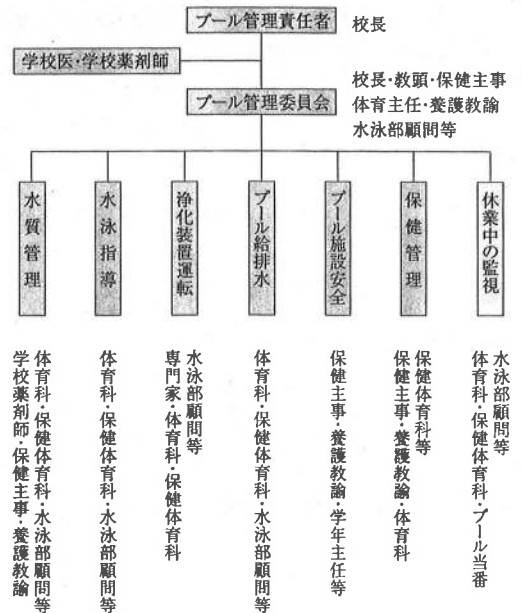 プール管理責任者
校長
学校医・学校薬剤師
プール管理委員会
校長・教頭・保健主事
体育主任・養護教諭
水泳部顧問等
水質管理
水泳指導
浄化装置運転
プール給排水
プール施設安全
保健管理
休業中の監視
学校薬剤師・保健主事・養護教諭
体育科・保健体育科・水泳部顧問等
体育科・保健体育科・水泳部顧問等
専門家・体育科・保健体育科
水泳部顧問等
体育科・保健体育科・水泳部顧問等
保健主事・養護教諭・学年主任等
保健主事・養護教諭・体育科
保健体育科等
体育科・保健体育科・プール当番
水泳部顧問等